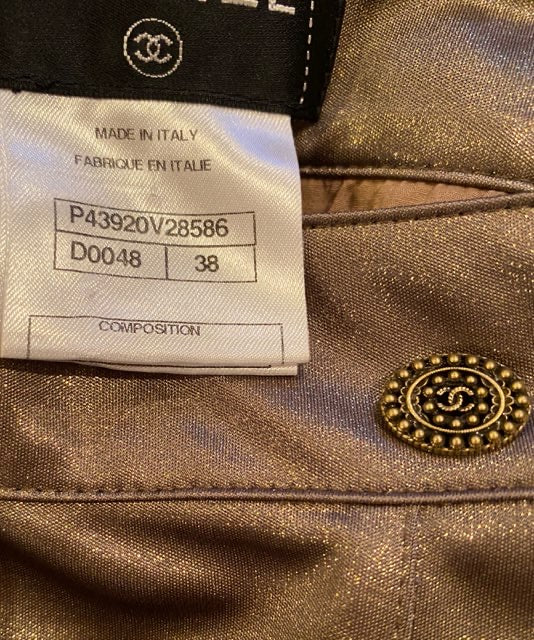 MADE IN ITALY
FABRIQUE EN ITALIE
P43920V28586
D0048 38
COMPOSITION